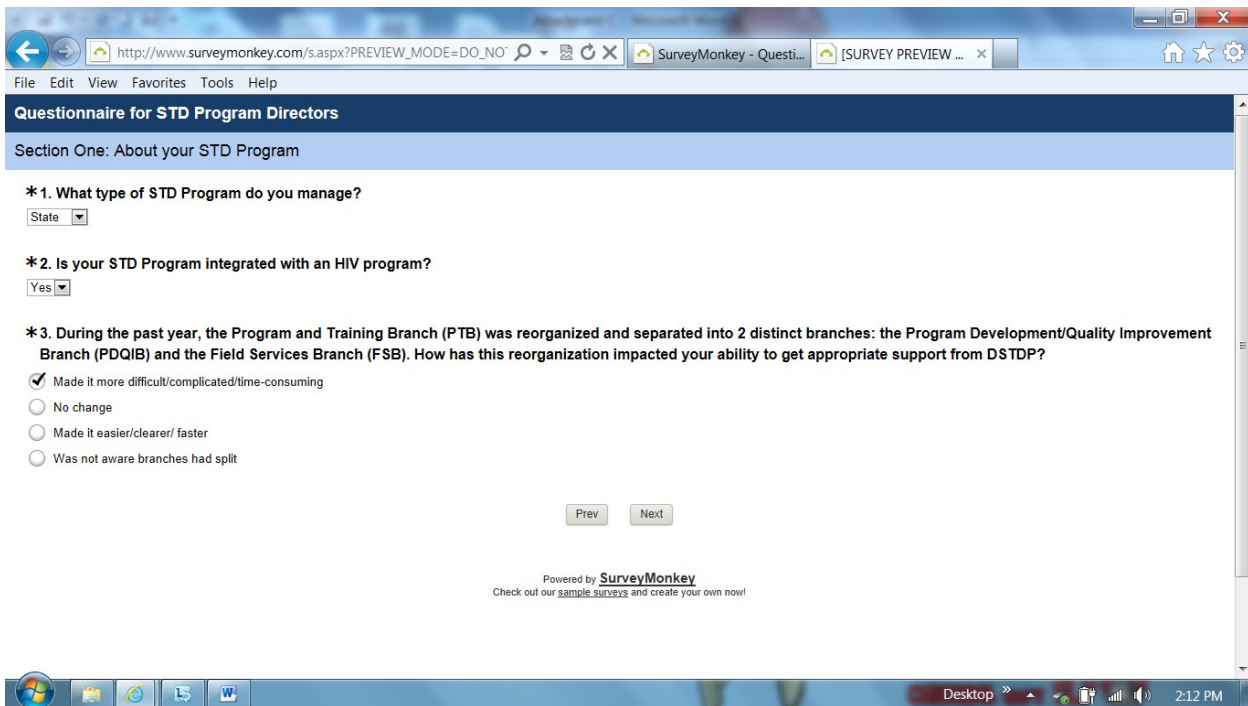 Attachment C - Microsoft Word
http://www.surveymonkey.com/s.aspx?PREVIEW_MODE=DO_NO
SurveyMonkey - Questi...
[SURVEY PREVIEW ...
File Edit View Favorites Tools Help
Questionnaire for STD Program Directors
Section One: About your STD Program
*1. What type of STD Program do you manage?
State
*2. Is your STD Program integrated with an HIV program?
Yes
*3. During the past year, the Program and Training Branch (PTB) was reorganized and separated into 2 distinct branches: the Program Development/Quality Improvement
Branch (PDQIB) and the Field Services Branch (FSB). How has this reorganization impacted your ability to get appropriate support from DSTDP?
Made it more difficult/complicated/time-consuming
No change
Made it easier/clearer/ faster
Was not aware branches had split
Prev Next
Powered by SurveyMonkey
Check out our sample surveys and create your own now!
Desktop
2:12 PM